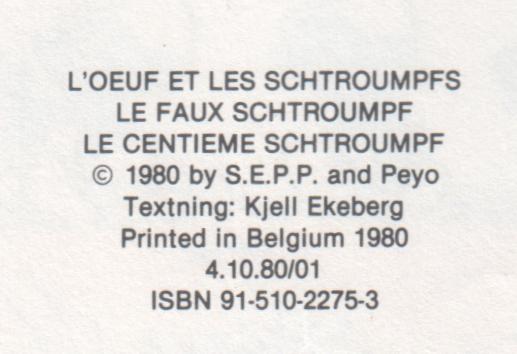 L'OEUF ET LES SCHTROUMPFS
LE FAUX SCHTROUMPF
LE CENTIEME SCHTROUMPF
© 1980 by S.E.P.P. and Peyo
Textning: Kjell Ekeberg
Printed in Belgium 1980
4.10.80/01
ISBN 91-510-2275-3